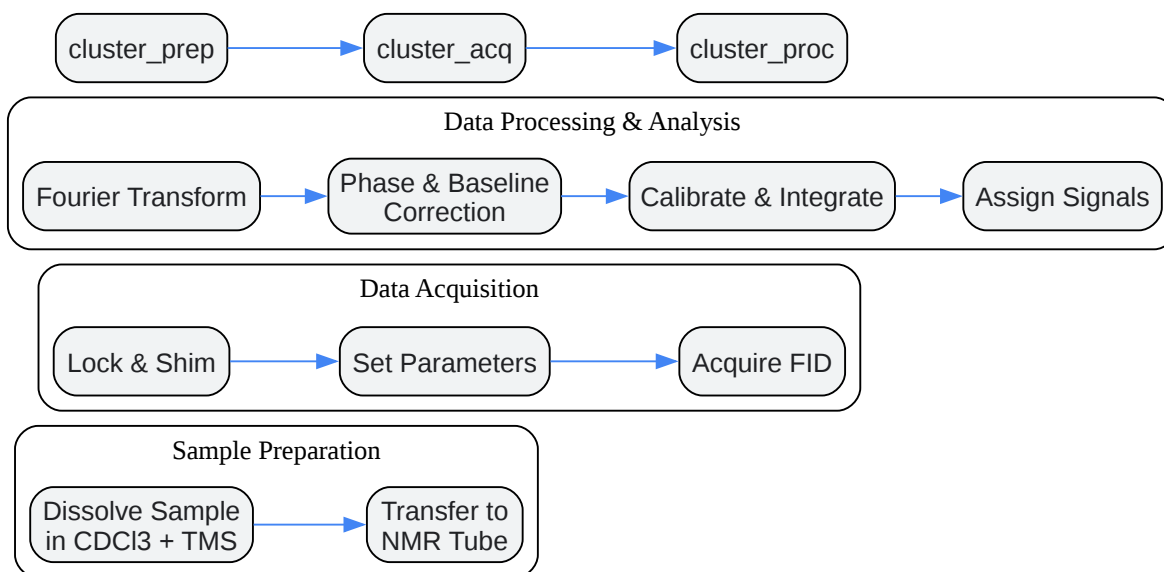 cluster_prep
cluster_acq
cluster_proc
Data Processing & Analysis
Fourier Transform
Phase & Baseline
Correction
Calibrate & Integrate
Assign Signals
Data Acquisition
Lock & Shim
Set Parameters
Acquire FID
Sample Preparation
Dissolve Sample
in CDCl3 + TMS
Transfer to
NMR Tube